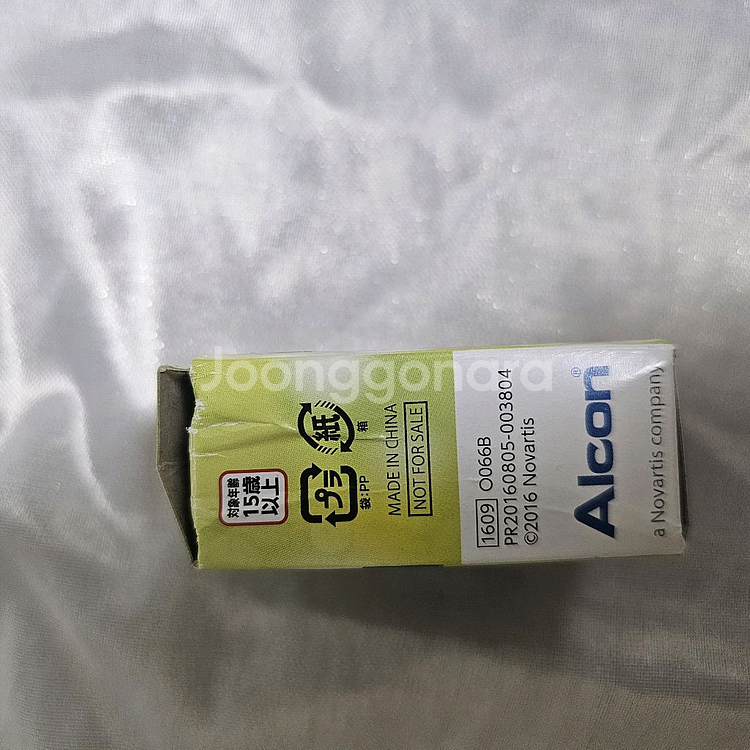 Joonggonara
対象年齢
15歳
以上
紙
箱
プラ
袋:PP
MADE IN CHINA
NOT FOR SALE
1609 O066B
PR20160805-003804
©2016 Novartis
Alcon®
a Novartis company